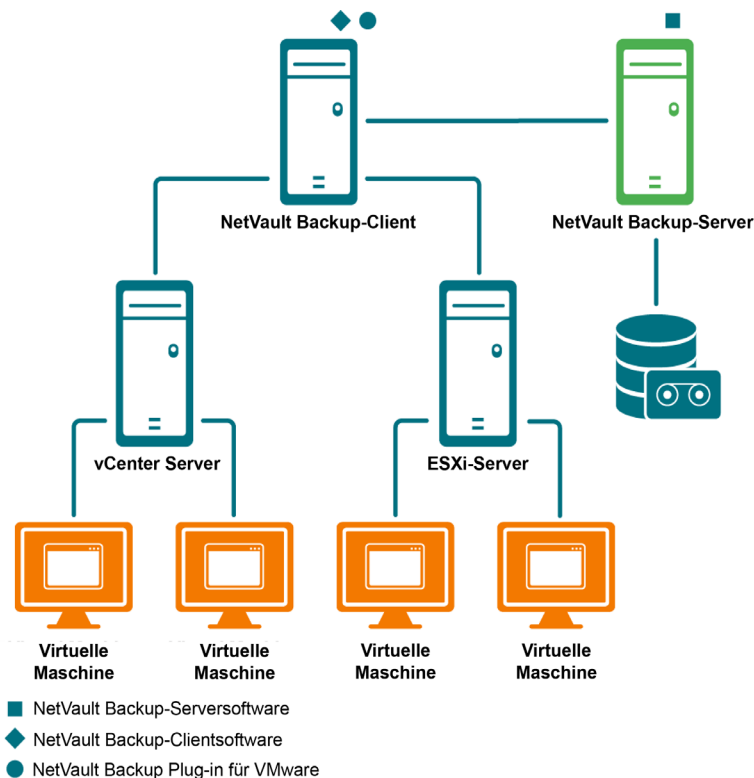 NetVault Backup-Client
NetVault Backup-Server
vCenter Server
ESXi-Server
Virtuelle
Maschine
Virtuelle
Maschine
Virtuelle
Maschine
Virtuelle
Maschine
NetVault Backup-Serversoftware
NetVault Backup-Clientsoftware
NetVault Backup Plug-in für VMware